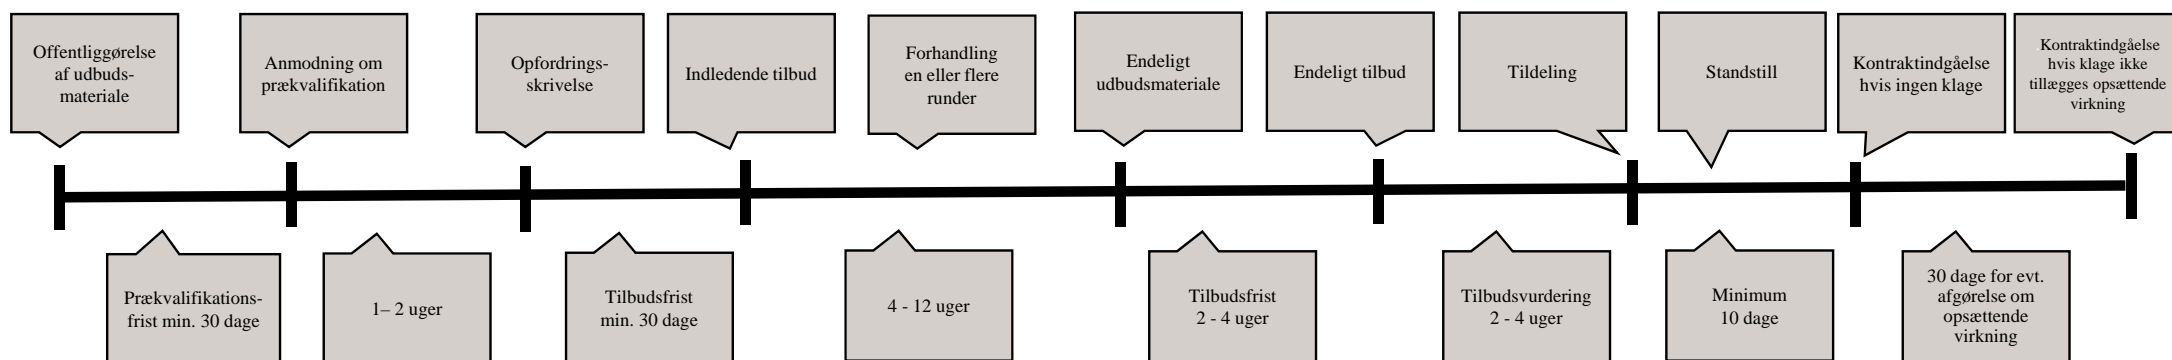 Offentliggørelse
af udbuds-
materiale
Anmodning om
prækvalifikation
Opfordrings-
skrivelse
Indledende tilbud
Forhandling
en eller flere
runder
Endeligt
udbudsmateriale
Endeligt tilbud
Tildeling
Standstill
Kontraktindgåelse
hvis ingen klage
Kontraktindgåelse
hvis klage ikke
tillægges opsættende
virkning
Prækvalifikations-
frist min. 30 dage
1– 2 uger
Tilbudsfrist
min. 30 dage
4 - 12 uger
Tilbudsfrist
2 - 4 uger
Tilbudsvurdering
2 - 4 uger
Minimum
10 dage
30 dage for evt.
afgørelse om
opsættende
virkning